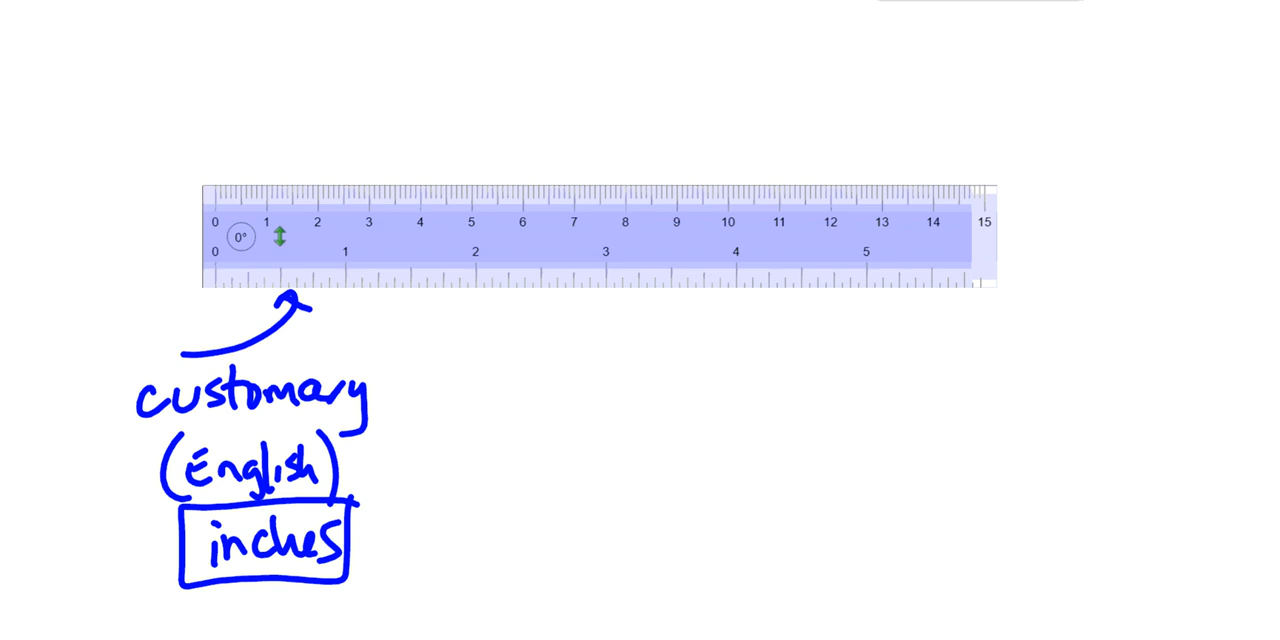 0 1 2 3 4 5 6 7 8 9 10 11 12 13 14 15
0°
0 1 2 3 4 5
customary
(English)
inches